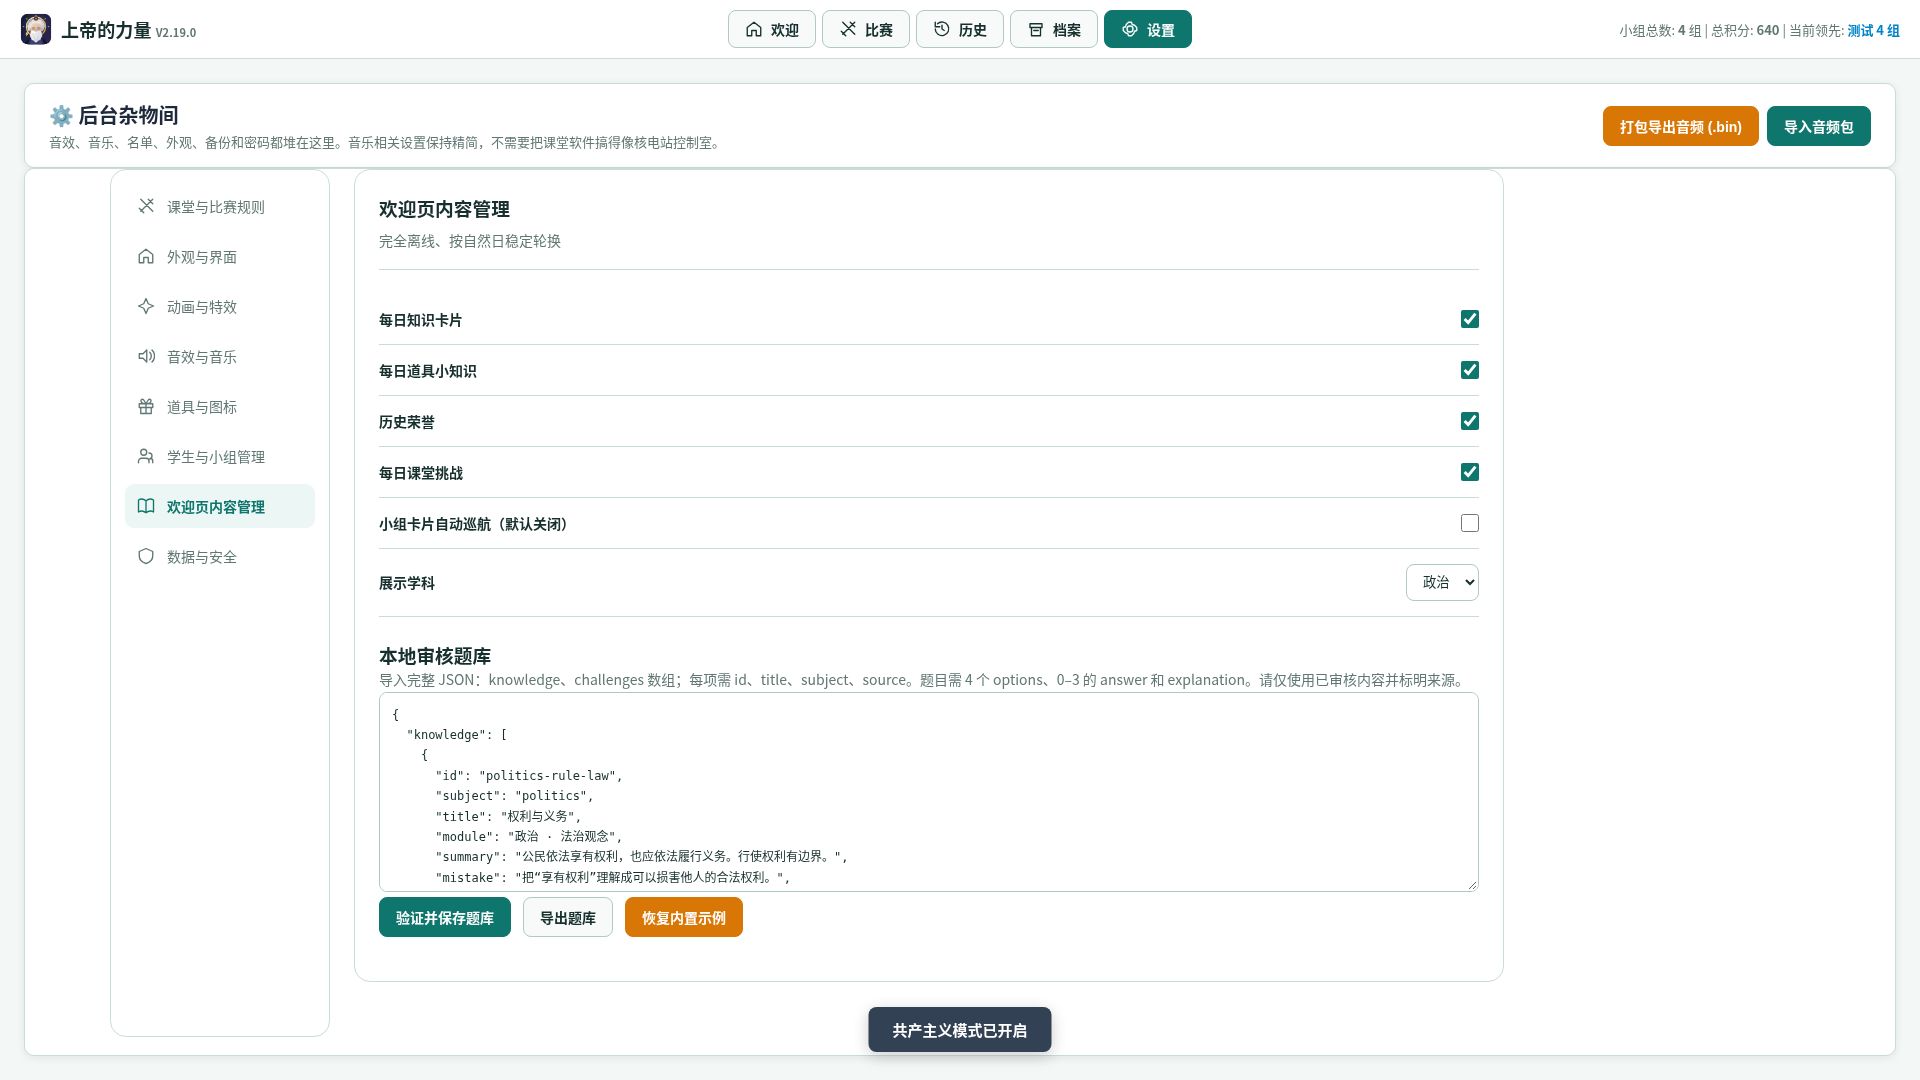 上帝的力量 V2.19.0
欢迎
比赛
历史
档案
设置
小组总数: 4 组 | 总积分: 640 | 当前领先: 测试 4 组
⚙️ 后台杂物间
音效、音乐、名单、外观、备份和密码都堆在这里。音乐相关设置保持精简，不需要把课堂软件搞得像核电站控制室。
打包导出音频 (.bin)
导入音频包
课堂与比赛规则
外观与界面
动画与特效
音效与音乐
道具与图标
学生与小组管理
欢迎页内容管理
数据与安全
欢迎页内容管理
完全离线、按自然日稳定轮换
每日知识卡片
每日道具小知识
历史荣誉
每日课堂挑战
小组卡片自动巡航（默认关闭）
展示学科
政治
本地审核题库
导入完整 JSON：knowledge、challenges 数组；每项需 id、title、subject、source。题目需 4 个 options、0–3 的 answer 和 explanation。请仅使用已审核内容并标明来源。
{
"knowledge": [
{
"id": "politics-rule-law",
"subject": "politics",
"title": "权利与义务",
"module": "政治 · 法治观念",
"summary": "公民依法享有权利，也应依法履行义务。行使权利有边界。",
"mistake": "把“享有权利”理解成可以损害他人的合法权利。",
验证并保存题库
导出题库
恢复内置示例
共产主义模式已开启